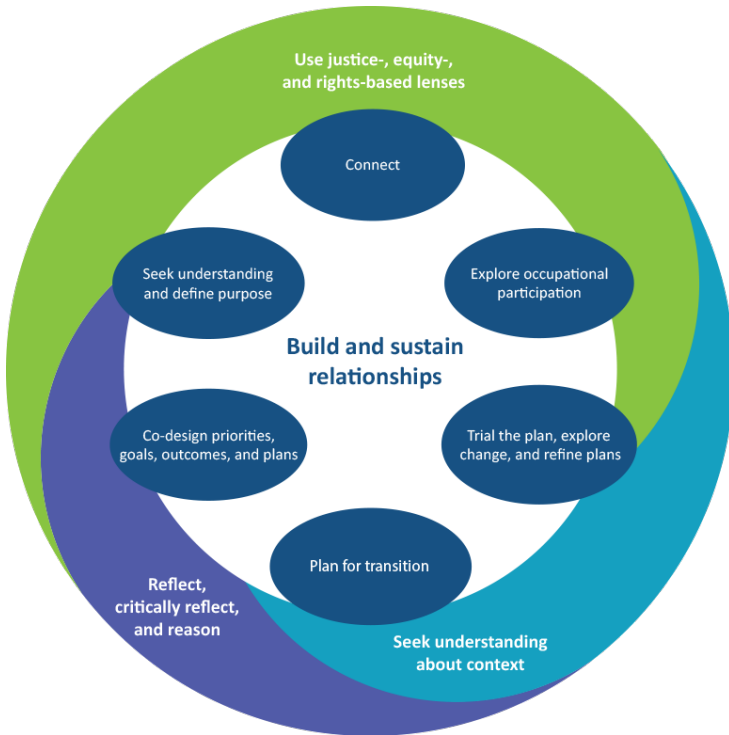 Use justice-, equity-,
and rights-based lenses
Connect
Seek understanding
and define purpose
Explore occupational
participation
Build and sustain
relationships
Co-design priorities,
goals, outcomes, and plans
Trial the plan, explore
change, and refine plans
Plan for transition
Reflect,
critically reflect,
and reason
Seek understanding
about context